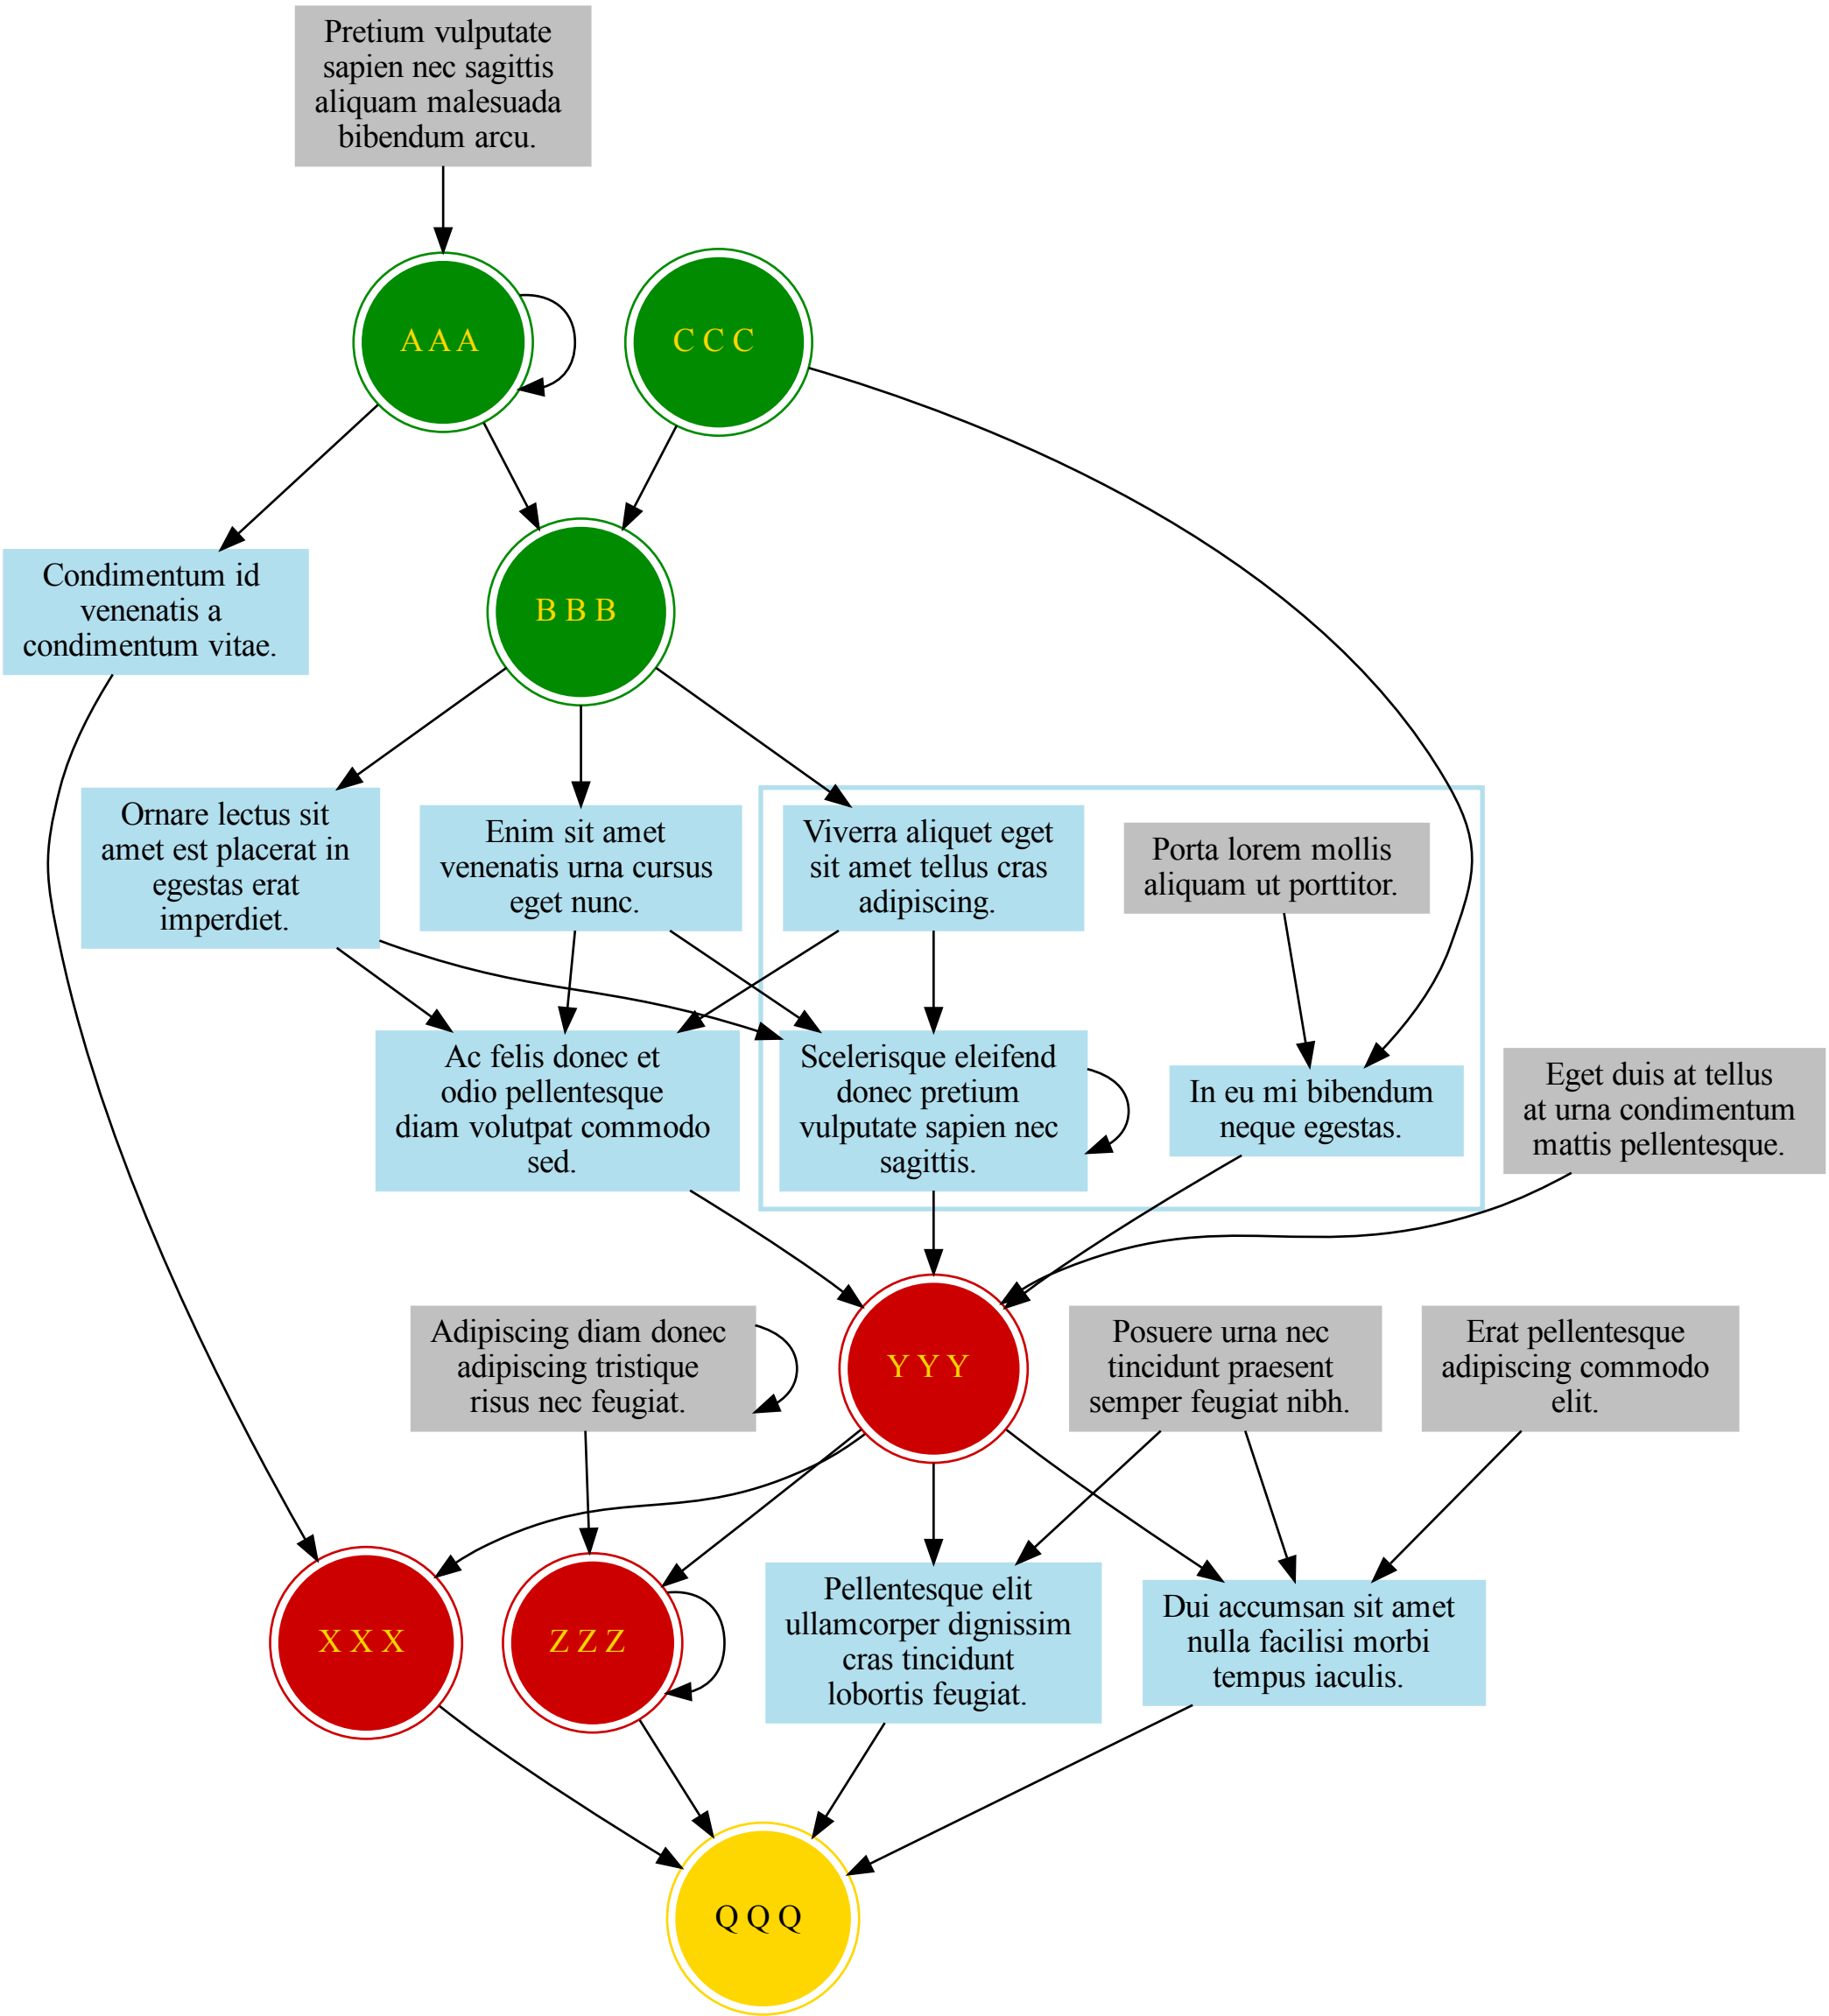 Pretium vulputate
sapien nec sagittis
aliquam malesuada
bibendum arcu.
A A A
C C C
Condimentum id
venenatis a
condimentum vitae.
B B B
Ornare lectus sit
amet est placerat in
egestas erat
imperdiet.
Enim sit amet
venenatis urna cursus
eget nunc.
Viverra aliquet eget
sit amet tellus cras
adipiscing.
Porta lorem mollis
aliquam ut porttitor.
Ac felis donec et
odio pellentesque
diam volutpat commodo
sed.
Scelerisque eleifend
donec pretium
vulputate sapien nec
sagittis.
In eu mi bibendum
neque egestas.
Eget duis at tellus
at urna condimentum
mattis pellentesque.
Adipiscing diam donec
adipiscing tristique
risus nec feugiat.
Y Y Y
Posuere urna nec
tincidunt praesent
semper feugiat nibh.
Erat pellentesque
adipiscing commodo
elit.
X X X
Z Z Z
Pellentesque elit
ullamcorper dignissim
cras tincidunt
lobortis feugiat.
Dui accumsan sit amet
nulla facilisi morbi
tempus iaculis.
Q Q Q